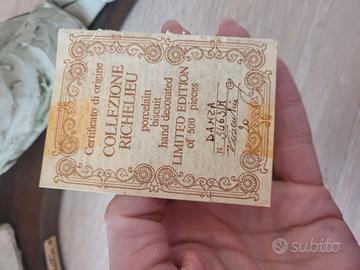 Certificato di origine
COLLEZIONE
RICHELIEU
porcelain
biscuit
hand decorated
LIMITED EDITION
of 500 pieces
DANZA
N.
subito